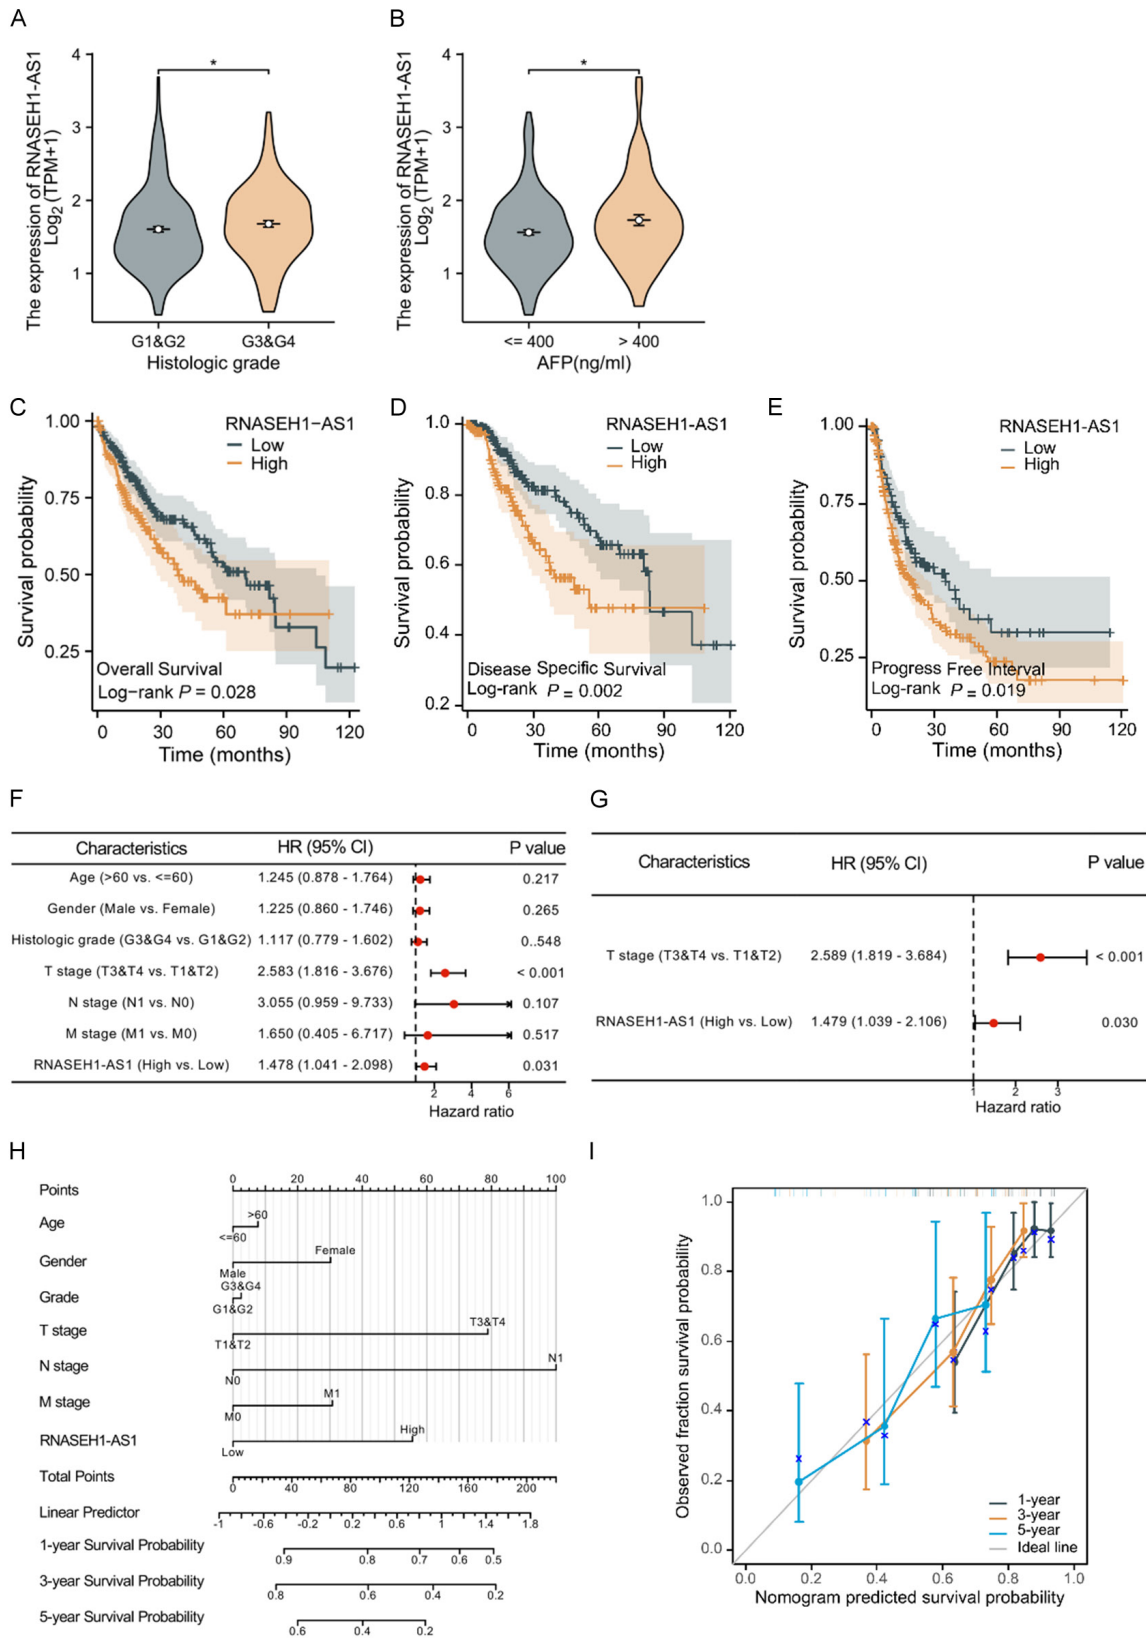 A
The expression of RNASEH1-AS1
Log2 (TPM+1)
4
3
2
1
*
G1&G2
G3&G4
Histologic grade
B
The expression of RNASEH1-AS1
Log2 (TPM+1)
4
3
2
1
*
<= 400
> 400
AFP(ng/ml)
C
Survival probability
1.00
0.75
0.50
0.25
RNASEH1-AS1
Low
High
Overall Survival
Log-rank P = 0.028
0 30 60 90 120
Time (months)
D
Survival probability
1.0
0.8
0.6
0.4
0.2
RNASEH1-AS1
Low
High
Disease Specific Survival
Log-rank P = 0.002
0 30 60 90 120
Time (months)
E
Survival probability
1.00
0.75
0.50
0.25
RNASEH1-AS1
Low
High
Progress Free Interval
Log-rank P = 0.019
0 30 60 90 120
Time (months)
F
Characteristics HR (95% CI) P value
Age (>60 vs. <=60) 1.245 (0.878 - 1.764) 0.217
Gender (Male vs. Female) 1.225 (0.860 - 1.746) 0.265
Histologic grade (G3&G4 vs. G1&G2) 1.117 (0.779 - 1.602) 0.548
T stage (T3&T4 vs. T1&T2) 2.583 (1.816 - 3.676) < 0.001
N stage (N1 vs. N0) 3.055 (0.959 - 9.733) 0.107
M stage (M1 vs. M0) 1.650 (0.405 - 6.717) 0.517
RNASEH1-AS1 (High vs. Low) 1.478 (1.041 - 2.098) 0.031
2 4 6
Hazard ratio
G
Characteristics HR (95% CI) P value
T stage (T3&T4 vs. T1&T2) 2.589 (1.819 - 3.684) < 0.001
RNASEH1-AS1 (High vs. Low) 1.479 (1.039 - 2.106) 0.030
1 2 3
Hazard ratio
H
0 20 40 60 80 100
Points
>60
Age
<=60
Female
Gender
Male
G3&G4
Grade
G1&G2
T3&T4
T stage
T1&T2
N1
N stage
N0
M1
M stage
M0
High
RNASEH1-AS1
Low
Total Points
0 40 80 120 160 200
Linear Predictor
-1 -0.6 -0.2 0.2 0.6 1 1.4 1.8
1-year Survival Probability
0.9 0.8 0.7 0.6 0.5
3-year Survival Probability
0.8 0.6 0.4 0.2
5-year Survival Probability
0.6 0.4 0.2
I
Observed fraction survival probability
1.0
0.8
0.6
0.4
0.2
0.0
1-year
3-year
5-year
Ideal line
0.0 0.2 0.4 0.6 0.8 1.0
Nomogram predicted survival probability